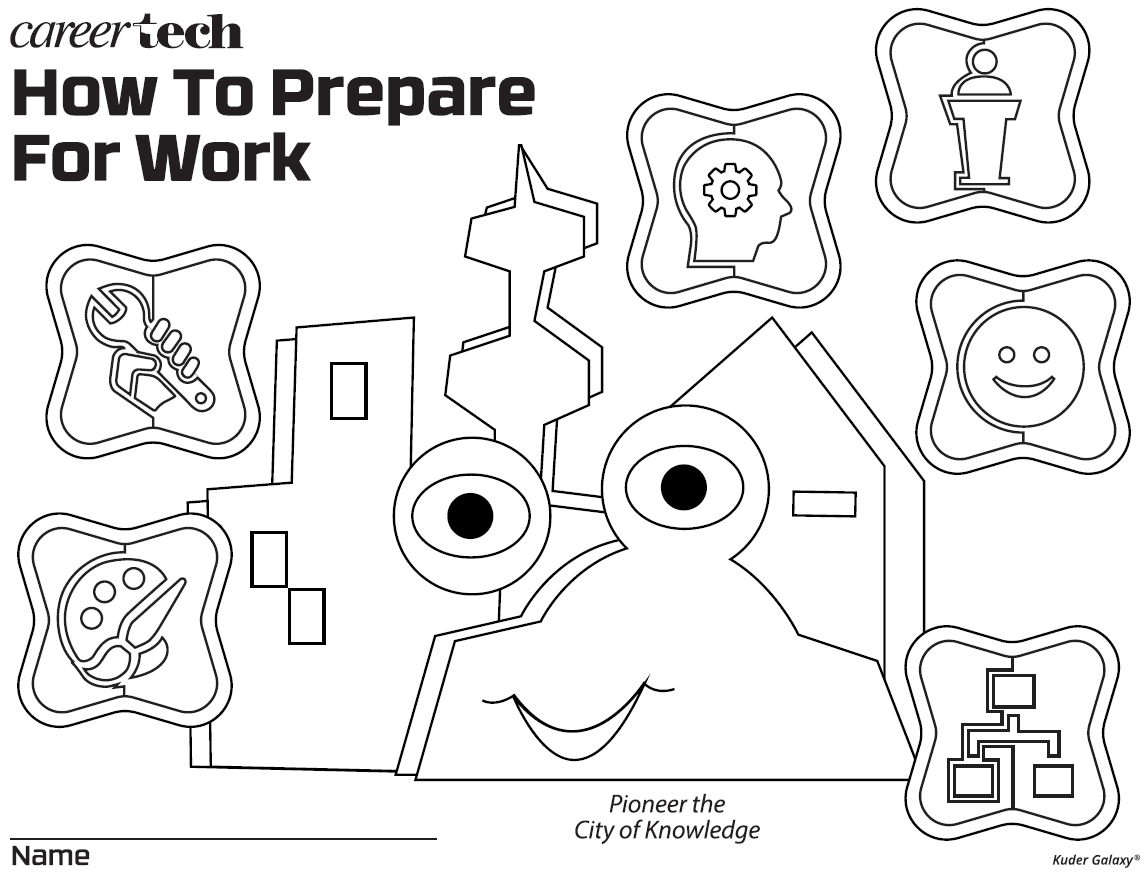 careertech
How To Prepare
For Work
Pioneer the
City of Knowledge
Name
Kuder Galaxy®